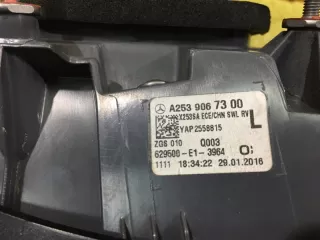 A253 906 73 00
X253SA ECE/CHN SWL RV
L
YAP2558815
ZGS 010 Q003
629500-E1-3964
1111 18:34:22 29.01.2016